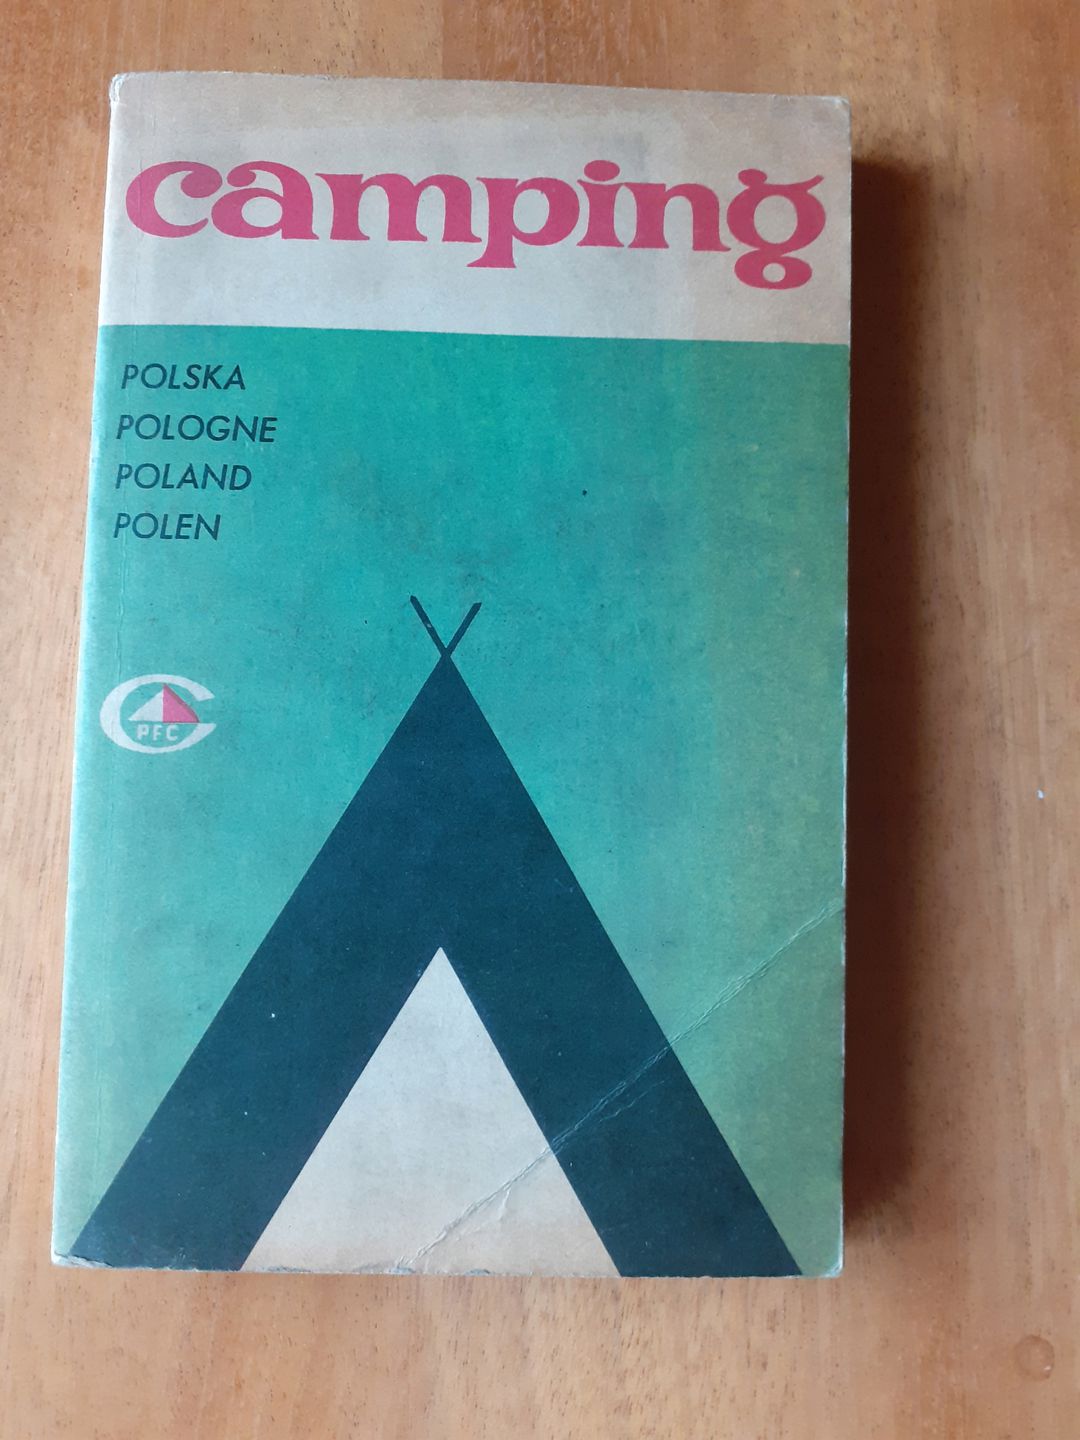 camping
POLSKA
POLOGNE
POLAND
POLEN
PFC